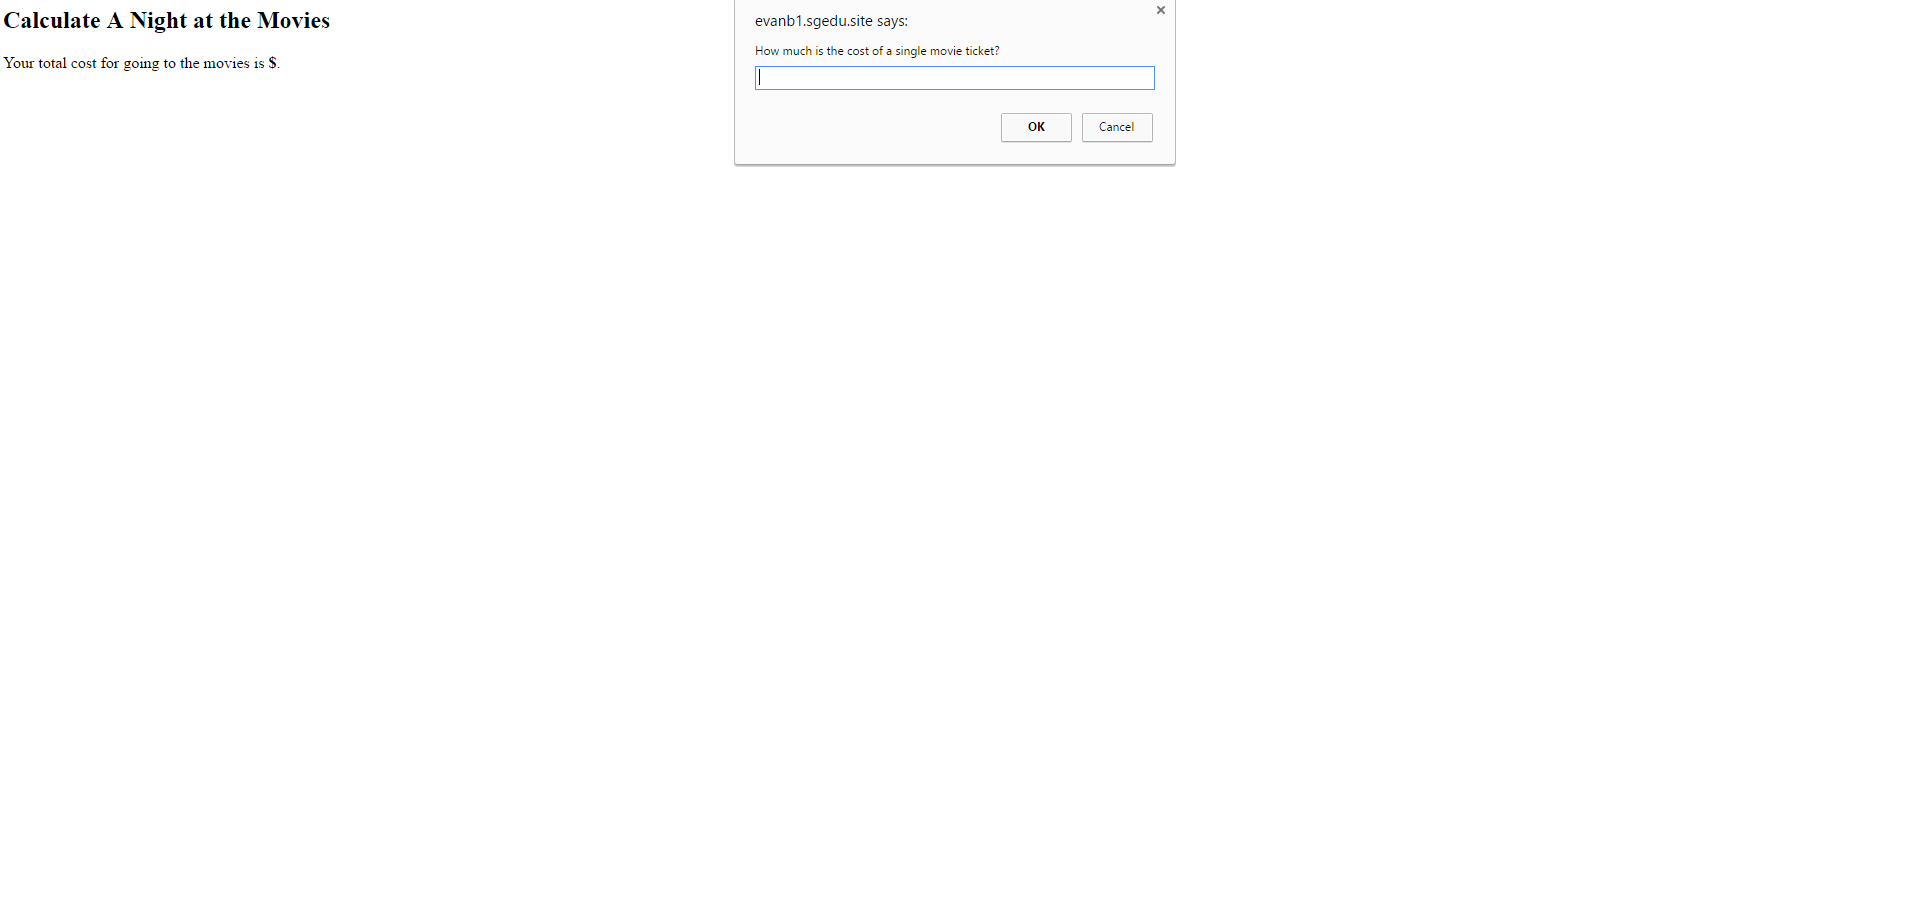 Calculate A Night at the Movies
Your total cost for going to the movies is $.
evanb1.sgedu.site says:
How much is the cost of a single movie ticket?
OK
Cancel